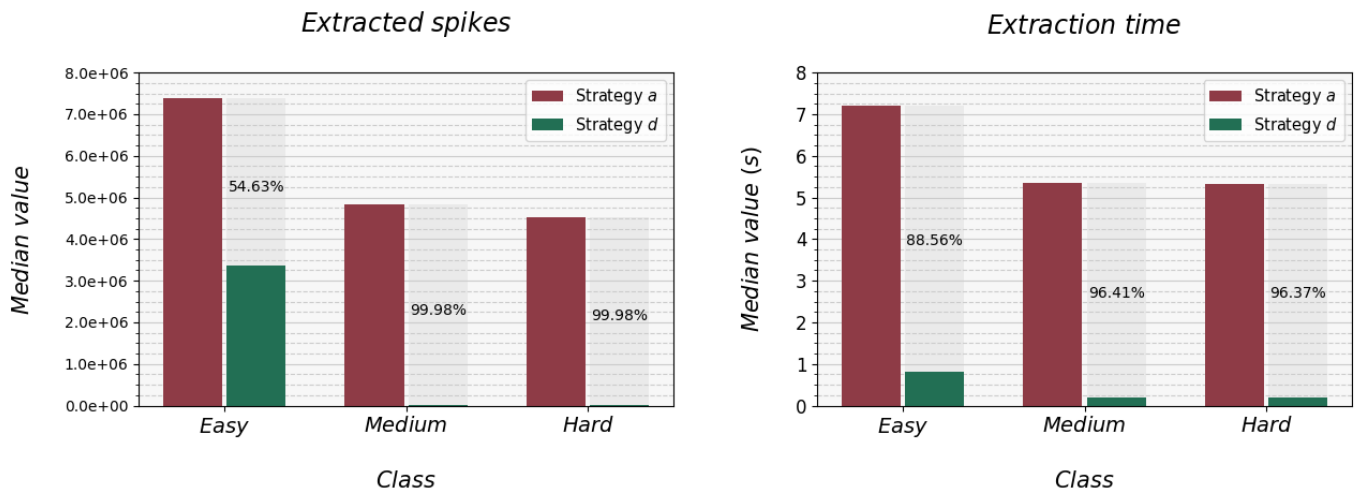 Extracted spikes
8.0e+06
7.0e+06
6.0e+06
5.0e+06
4.0e+06
3.0e+06
2.0e+06
1.0e+06
0.0e+00
Median value
Strategy a
Strategy d
54.63%
99.98%
99.98%
Easy Medium Hard
Class
Extraction time
8
7
6
5
4
3
2
1
0
Median value (s)
Strategy a
Strategy d
88.56%
96.41%
96.37%
Easy Medium Hard
Class